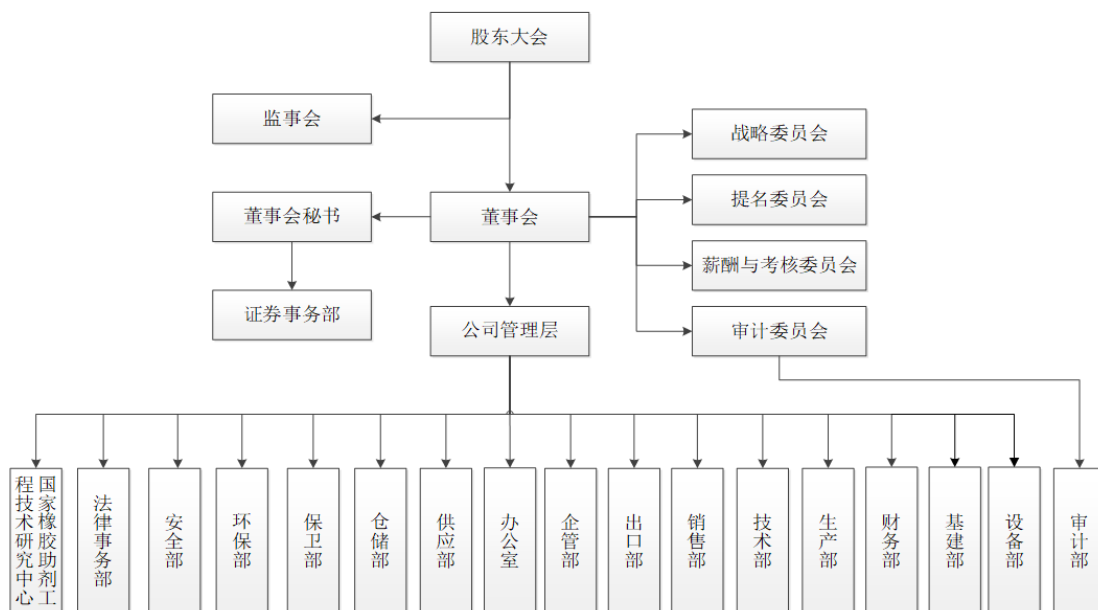 股东大会
监事会
战略委员会
提名委员会
董事会秘书
董事会
薪酬与考核委员会
证券事务部
公司管理层
审计委员会
国家橡胶助剂工
程技术研究中心
法律事务部
安全部
环保部
保卫部
仓储部
供应部
办公室
企管部
出口部
销售部
技术部
生产部
财务部
基建部
设备部
审计部